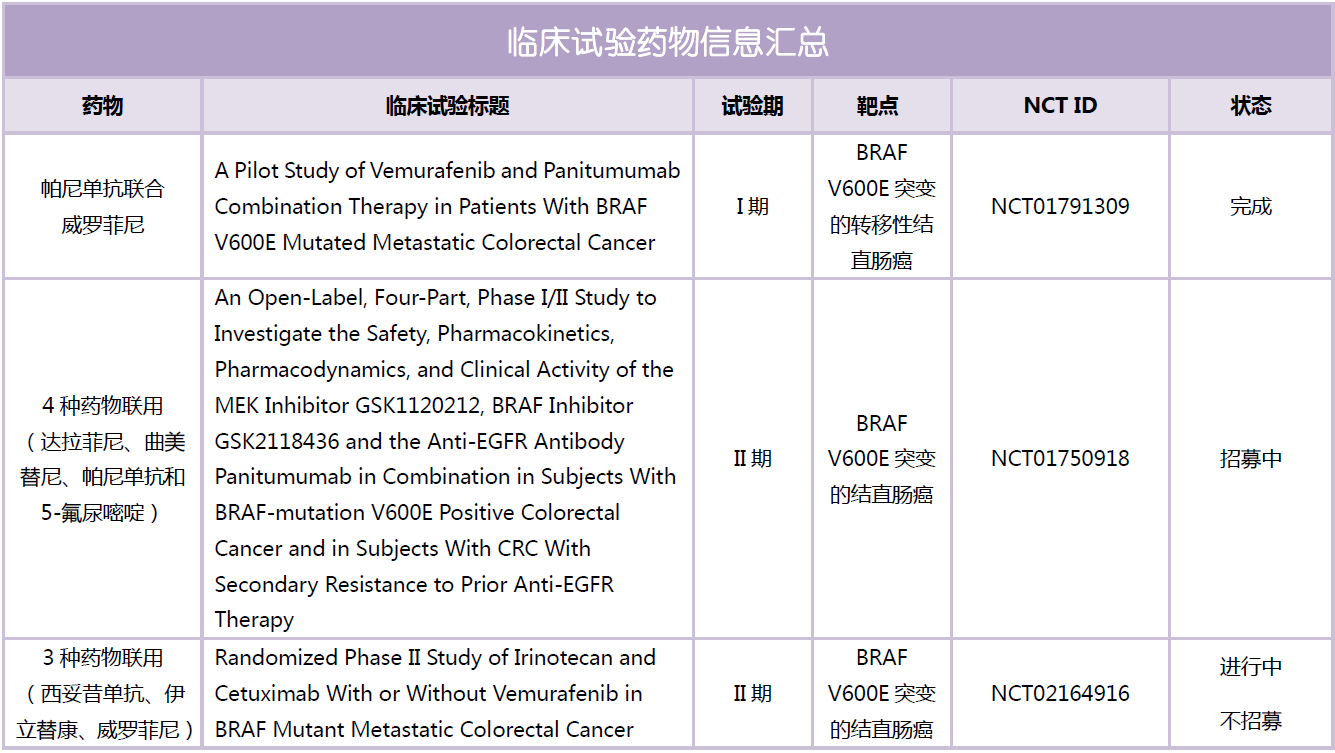 临床试验药物信息汇总
药物
临床试验标题
试验期
靶点
NCT ID
状态
帕尼单抗联合
威罗菲尼
A Pilot Study of Vemurafenib and Panitumumab
Combination Therapy in Patients With BRAF
V600E Mutated Metastatic Colorectal Cancer
I 期
BRAF
V600E 突变
的转移性结
直肠癌
NCT01791309
完成
4 种药物联用
（达拉菲尼、曲美
替尼、帕尼单抗和
5-氟尿嘧啶）
An Open-Label, Four-Part, Phase I/II Study to
Investigate the Safety, Pharmacokinetics,
Pharmacodynamics, and Clinical Activity of the
MEK Inhibitor GSK1120212, BRAF Inhibitor
GSK2118436 and the Anti-EGFR Antibody
Panitumumab in Combination in Subjects With
BRAF-mutation V600E Positive Colorectal
Cancer and in Subjects With CRC With
Secondary Resistance to Prior Anti-EGFR
Therapy
II 期
BRAF
V600E 突变
的结直肠癌
NCT01750918
招募中
3 种药物联用
（西妥昔单抗、伊
立替康、威罗菲尼）
Randomized Phase II Study of Irinotecan and
Cetuximab With or Without Vemurafenib in
BRAF Mutant Metastatic Colorectal Cancer
II 期
BRAF
V600E 突变
的结直肠癌
NCT02164916
进行中
不招募